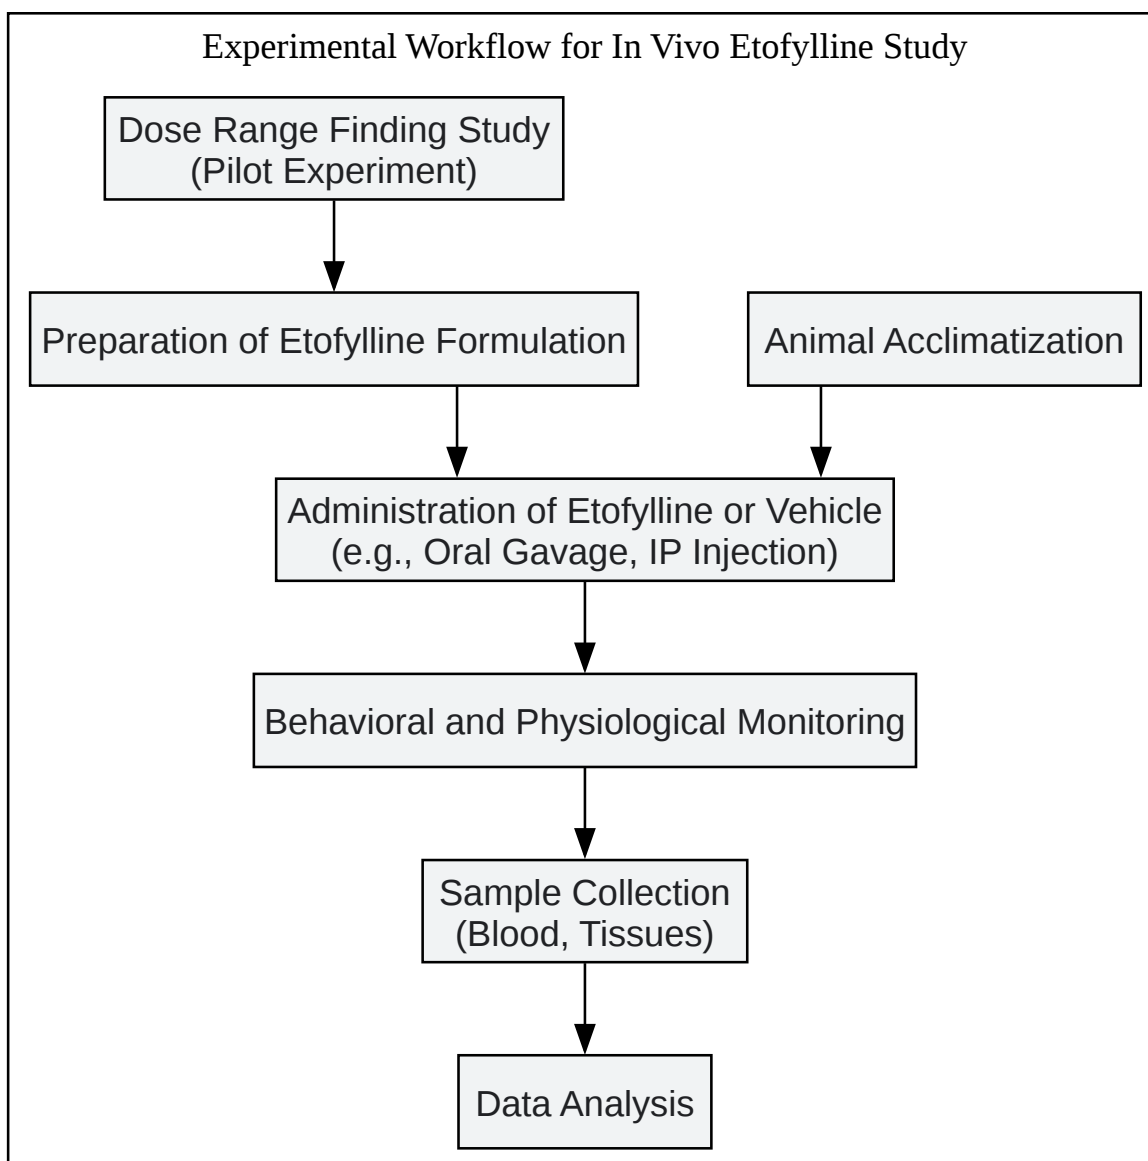 Experimental Workflow for In Vivo Etofylline Study
Dose Range Finding Study
(Pilot Experiment)
Preparation of Etofylline Formulation
Animal Acclimatization
Administration of Etofylline or Vehicle
(e.g., Oral Gavage, IP Injection)
Behavioral and Physiological Monitoring
Sample Collection
(Blood, Tissues)
Data Analysis